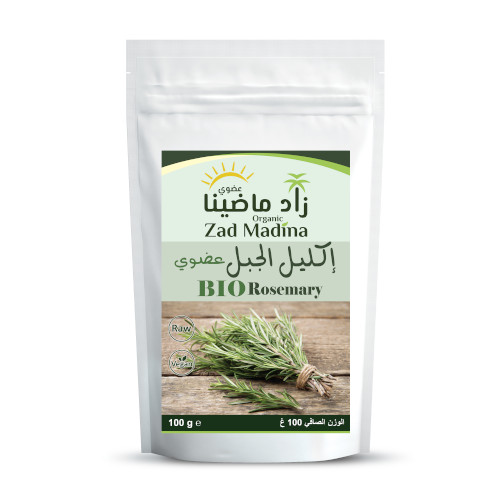 عضوي
زاد ماضينا
Organic
Zad Madina
إكليل الجبل عضوي
BIO Rosemary
Raw
Vegan
100 g ℮
الوزن الصافي 100 غ